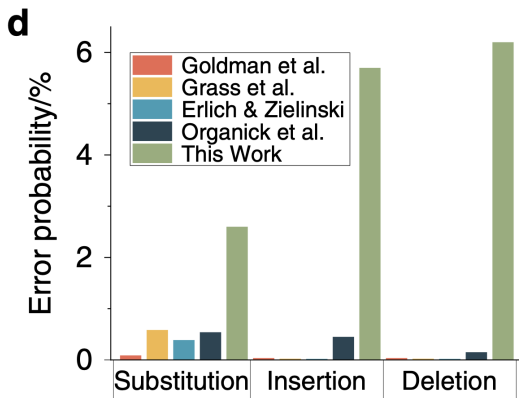 d
Error probability/%
6
4
2
0
Goldman et al.
Grass et al.
Erlich & Zielinski
Organick et al.
This Work
Substitution
Insertion
Deletion